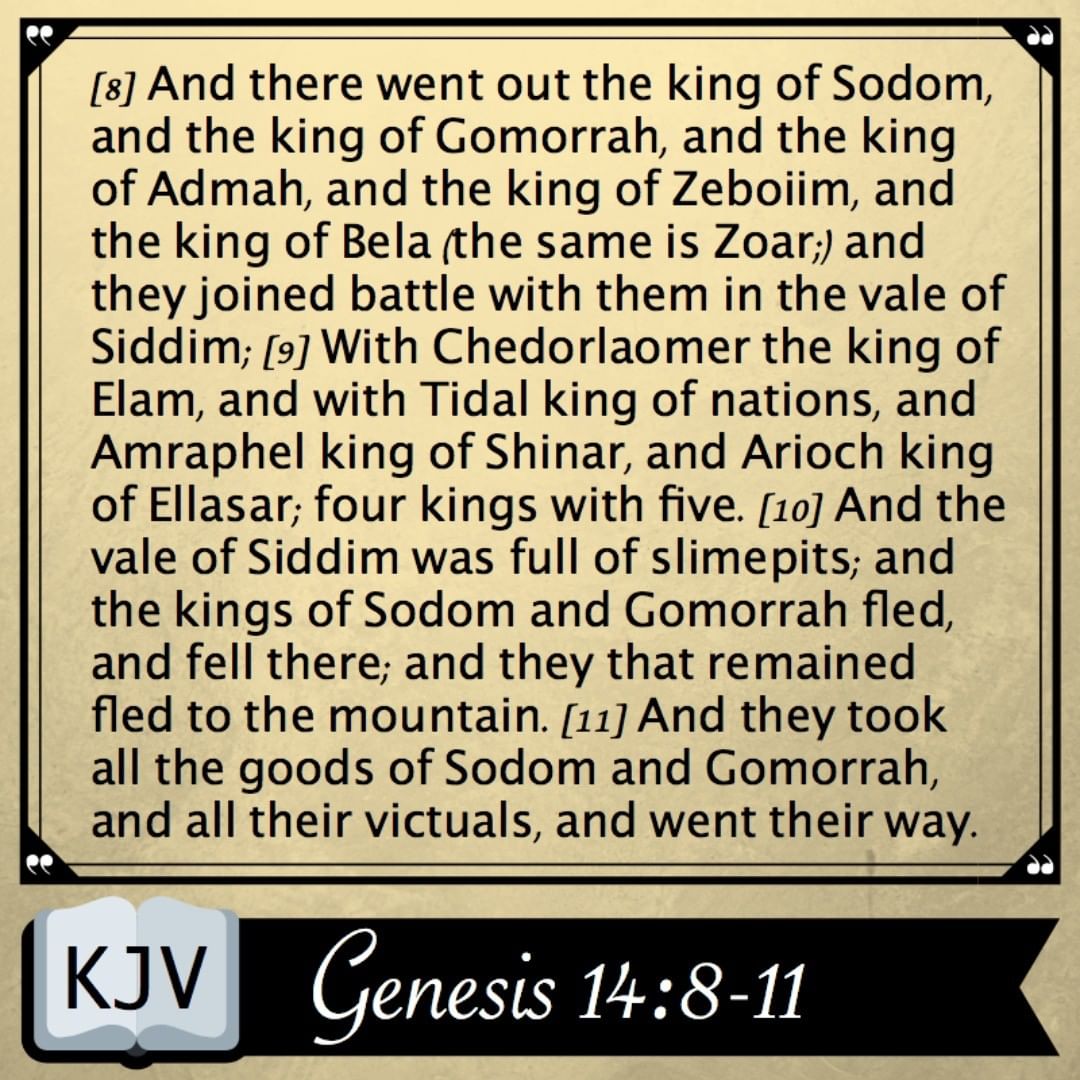 [8] And there went out the king of Sodom,
and the king of Gomorrah, and the king
of Admah, and the king of Zeboiim, and
the king of Bela (the same is Zoar;) and
they joined battle with them in the vale of
Siddim; [9] With Chedorlaomer the king of
Elam, and with Tidal king of nations, and
Amraphel king of Shinar, and Arioch king
of Ellasar; four kings with five. [10] And the
vale of Siddim was full of slimepits; and
the kings of Sodom and Gomorrah fled,
and fell there; and they that remained
fled to the mountain. [11] And they took
all the goods of Sodom and Gomorrah,
and all their victuals, and went their way.
KJV
Genesis 14:8-11